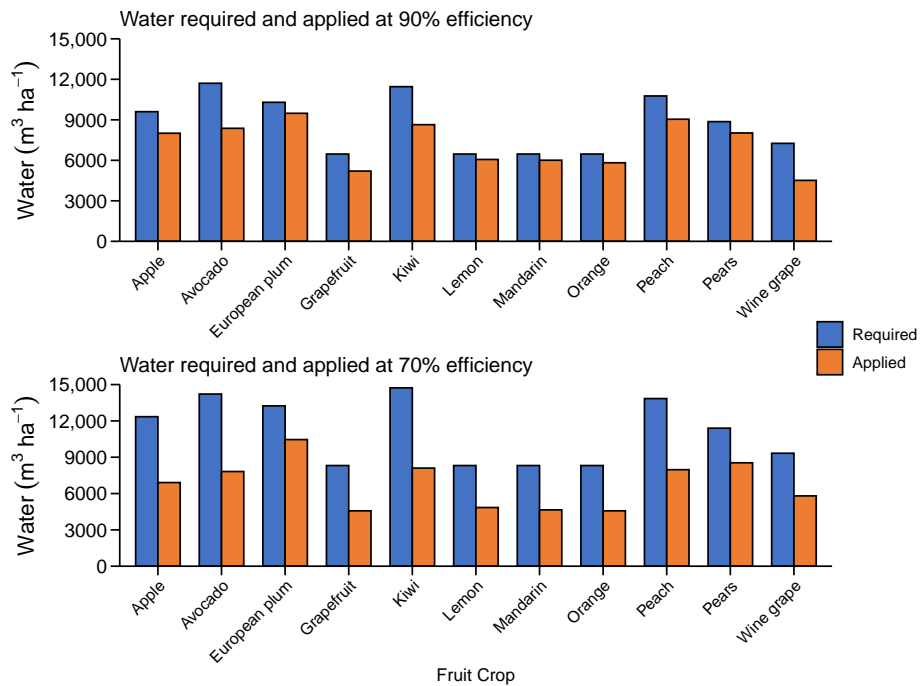 Water required and applied at 90% efficiency
Water (m³ ha⁻¹)
15,000
12,000
9000
6000
3000
0
Apple
Avocado
European plum
Grapefruit
Kiwi
Lemon
Mandarin
Orange
Peach
Pears
Wine grape
Required
Applied
Water required and applied at 70% efficiency
Water (m³ ha⁻¹)
15,000
12,000
9000
6000
3000
0
Apple
Avocado
European plum
Grapefruit
Kiwi
Lemon
Mandarin
Orange
Peach
Pears
Wine grape
Fruit Crop